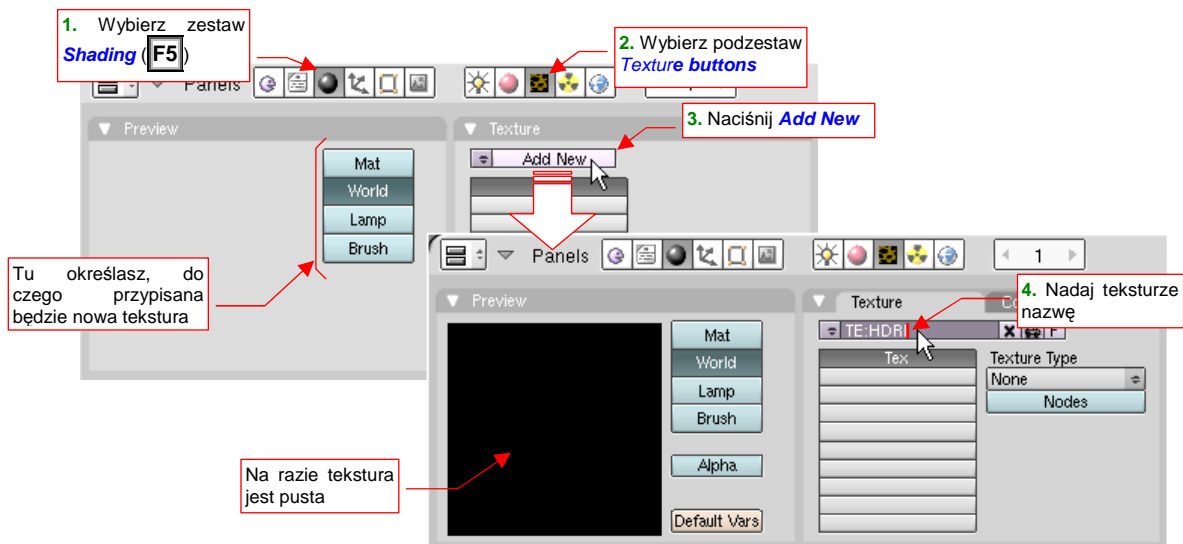 1. Wybierz zestaw
Shading (F5)
2. Wybierz podzestaw
Texture buttons
3. Naciśnij Add New
Panels
Preview
Texture
Add New
Mat
World
Lamp
Brush
Tu określasz, do
czego przypisana
będzie nowa tekstura
Panels
1
4. Nadaj teksturze
nazwę
Preview
Texture
TE:HDRI
F
Mat
World
Lamp
Brush
Alpha
Default Vars
Tex
Texture Type
None
Nodes
Na razie tekstura
jest pusta